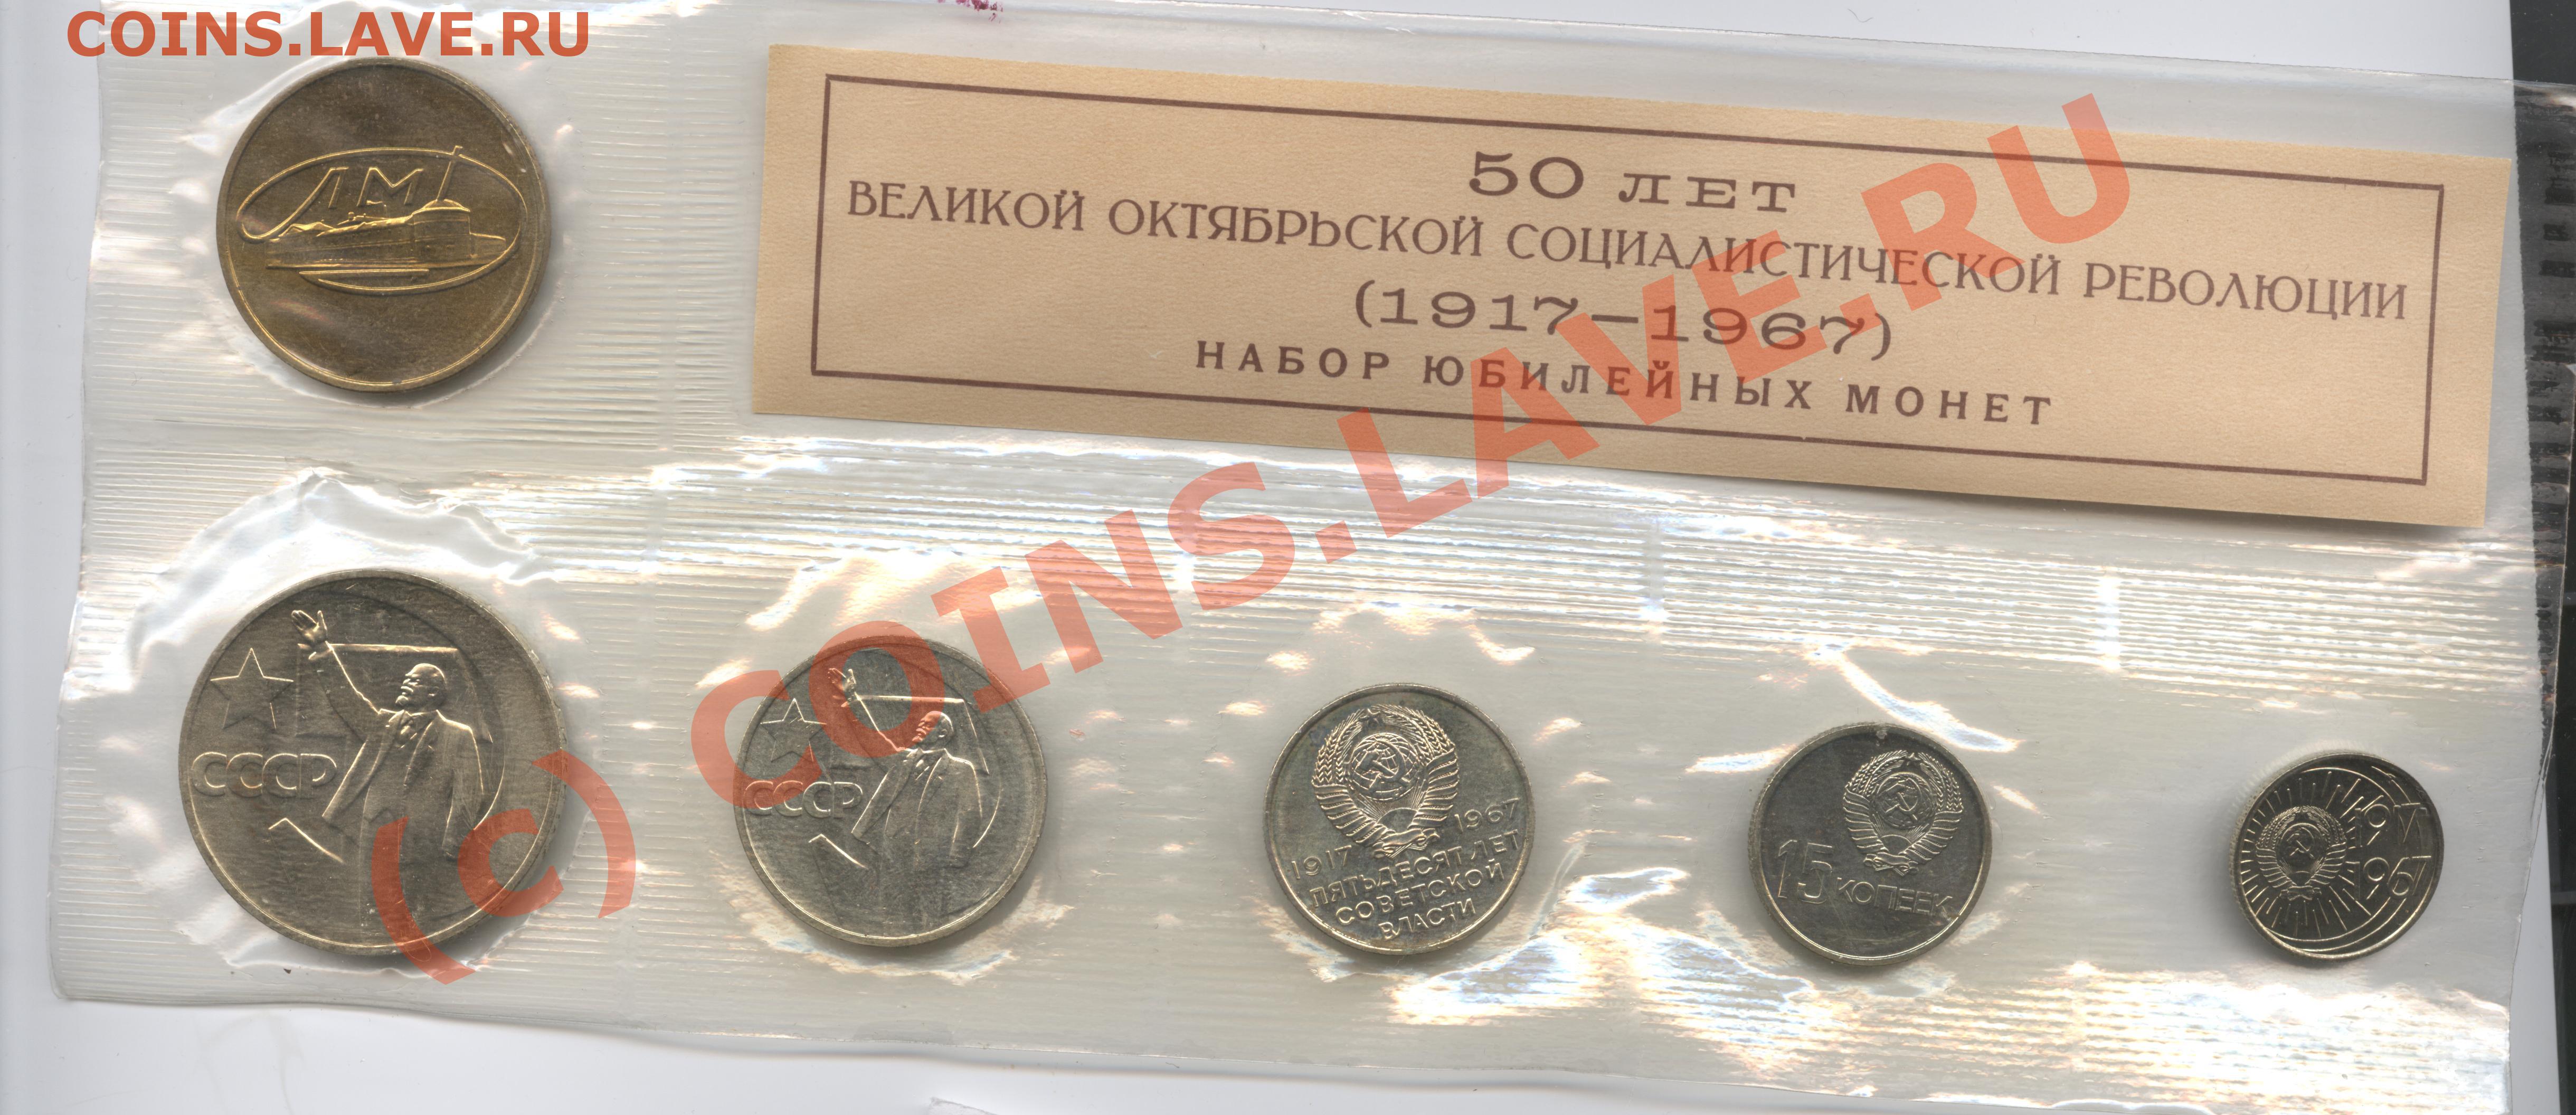 COINS.LAVE.RU
ЛМД
50 ЛЕТ
ВЕЛИКОЙ ОКТЯБРЬСКОЙ СОЦИАЛИСТИЧЕСКОЙ РЕВОЛЮЦИИ
(1917—1967)
НАБОР ЮБИЛЕЙНЫХ МОНЕТ
(c) COINS.LAVE.RU
СССР
СССР
1917 1967
ПЯТЬДЕСЯТ ЛЕТ
СОВЕТСКОЙ
ВЛАСТИ
15 КОПЕЕК
1917
1967